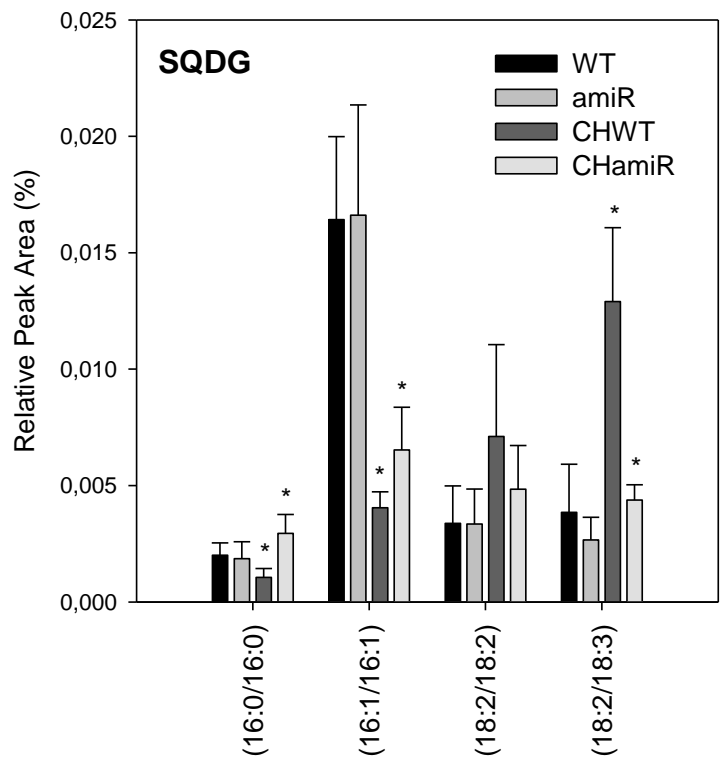 0,025
0,020
0,015
0,010
0,005
0,000
Relative Peak Area (%)
SQDG
WT
amiR
CHWT
CHamiR
*
*
*
*
*
*
(16:0/16:0)
(16:1/16:1)
(18:2/18:2)
(18:2/18:3)